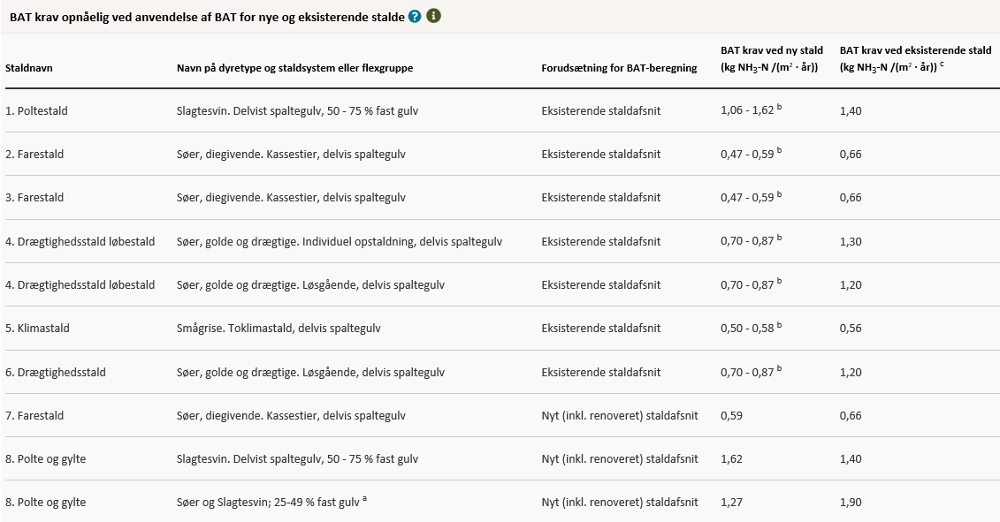 BAT krav opnåelig ved anvendelse af BAT for nye og eksisterende stalde ? i
Staldnavn Navn på dyretype og staldsystem eller flexgruppe Forudsætning for BAT-beregning BAT krav ved ny stald (kg NH3-N /(m² · år)) BAT krav ved eksisterende stald (kg NH3-N /(m² · år)) c
1. Poltestald Slagtesvin. Delvist spaltegulv, 50 - 75 % fast gulv Eksisterende staldafsnit 1,06 - 1,62 b 1,40
2. Farestald Søer, diegivende. Kassestier, delvis spaltegulv Eksisterende staldafsnit 0,47 - 0,59 b 0,66
3. Farestald Søer, diegivende. Kassestier, delvis spaltegulv Eksisterende staldafsnit 0,47 - 0,59 b 0,66
4. Drægtighedsstald løbestald Søer, golde og drægtige. Individuel opstaldning, delvis spaltegulv Eksisterende staldafsnit 0,70 - 0,87 b 1,30
4. Drægtighedsstald løbestald Søer, golde og drægtige. Løsgående, delvis spaltegulv Eksisterende staldafsnit 0,70 - 0,87 b 1,20
5. Klimastald Smågrise. Toklimastald, delvis spaltegulv Eksisterende staldafsnit 0,50 - 0,58 b 0,56
6. Drægtighedsstald Søer, golde og drægtige. Løsgående, delvis spaltegulv Eksisterende staldafsnit 0,70 - 0,87 b 1,20
7. Farestald Søer, diegivende. Kassestier, delvis spaltegulv Nyt (inkl. renoveret) staldafsnit 0,59 0,66
8. Polte og gylte Slagtesvin. Delvist spaltegulv, 50 - 75 % fast gulv Nyt (inkl. renoveret) staldafsnit 1,62 1,40
8. Polte og gylte Søer og Slagtesvin; 25-49 % fast gulv a Nyt (inkl. renoveret) staldafsnit 1,27 1,90